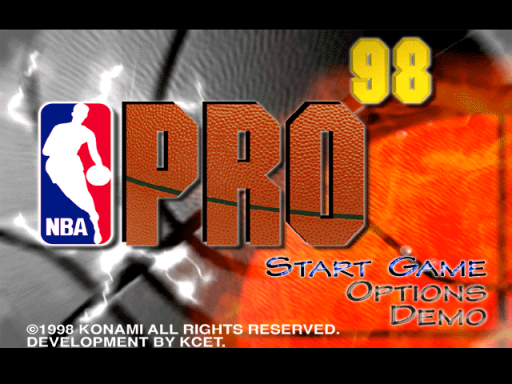 98
PRO
NBA
START GAME
OPTIONS
DEMO
©1998 KONAMI ALL RIGHTS RESERVED.
DEVELOPMENT BY KCET.